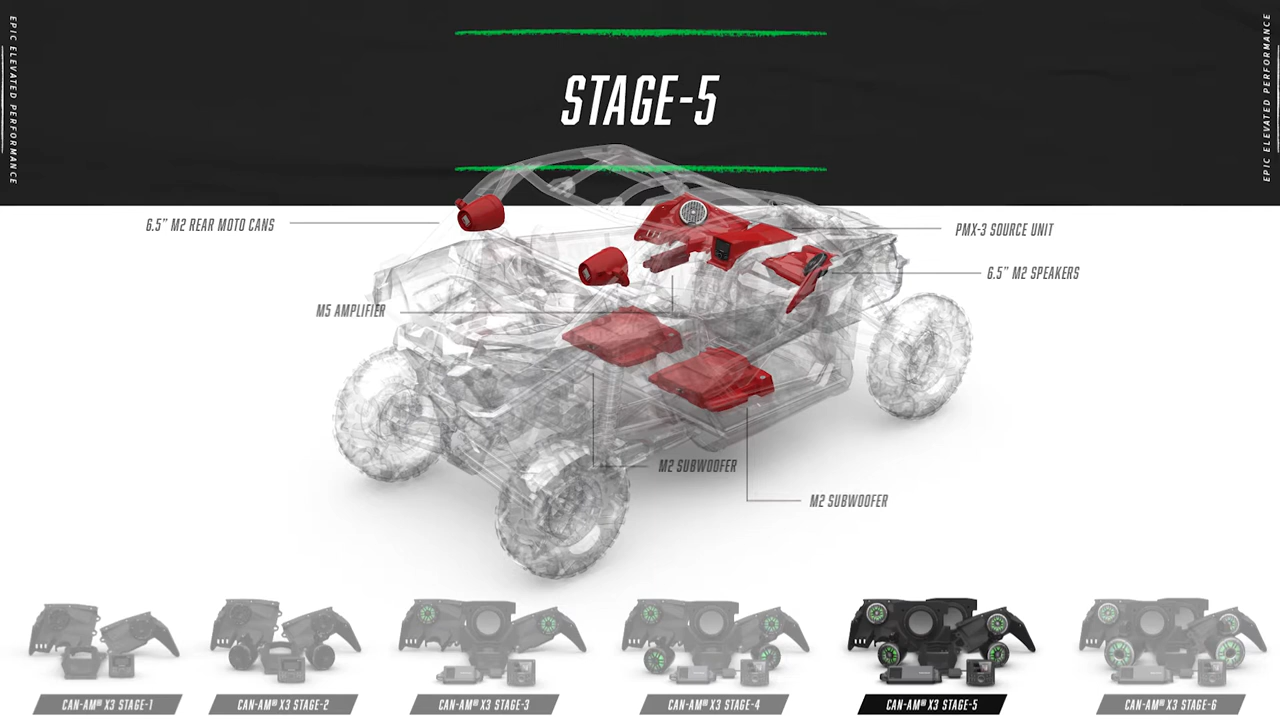 EPIC ELEVATED PERFORMANCE
EPIC ELEVATED PERFORMANCE
STAGE-5
6.5" M2 REAR MOTO CANS
PMX-3 SOURCE UNIT
6.5" M2 SPEAKERS
M5 AMPLIFIER
M2 SUBWOOFER
M2 SUBWOOFER
CAN-AM® X3 STAGE-1
CAN-AM® X3 STAGE-2
CAN-AM® X3 STAGE-3
CAN-AM® X3 STAGE-4
CAN-AM® X3 STAGE-5
CAN-AM® X3 STAGE-6